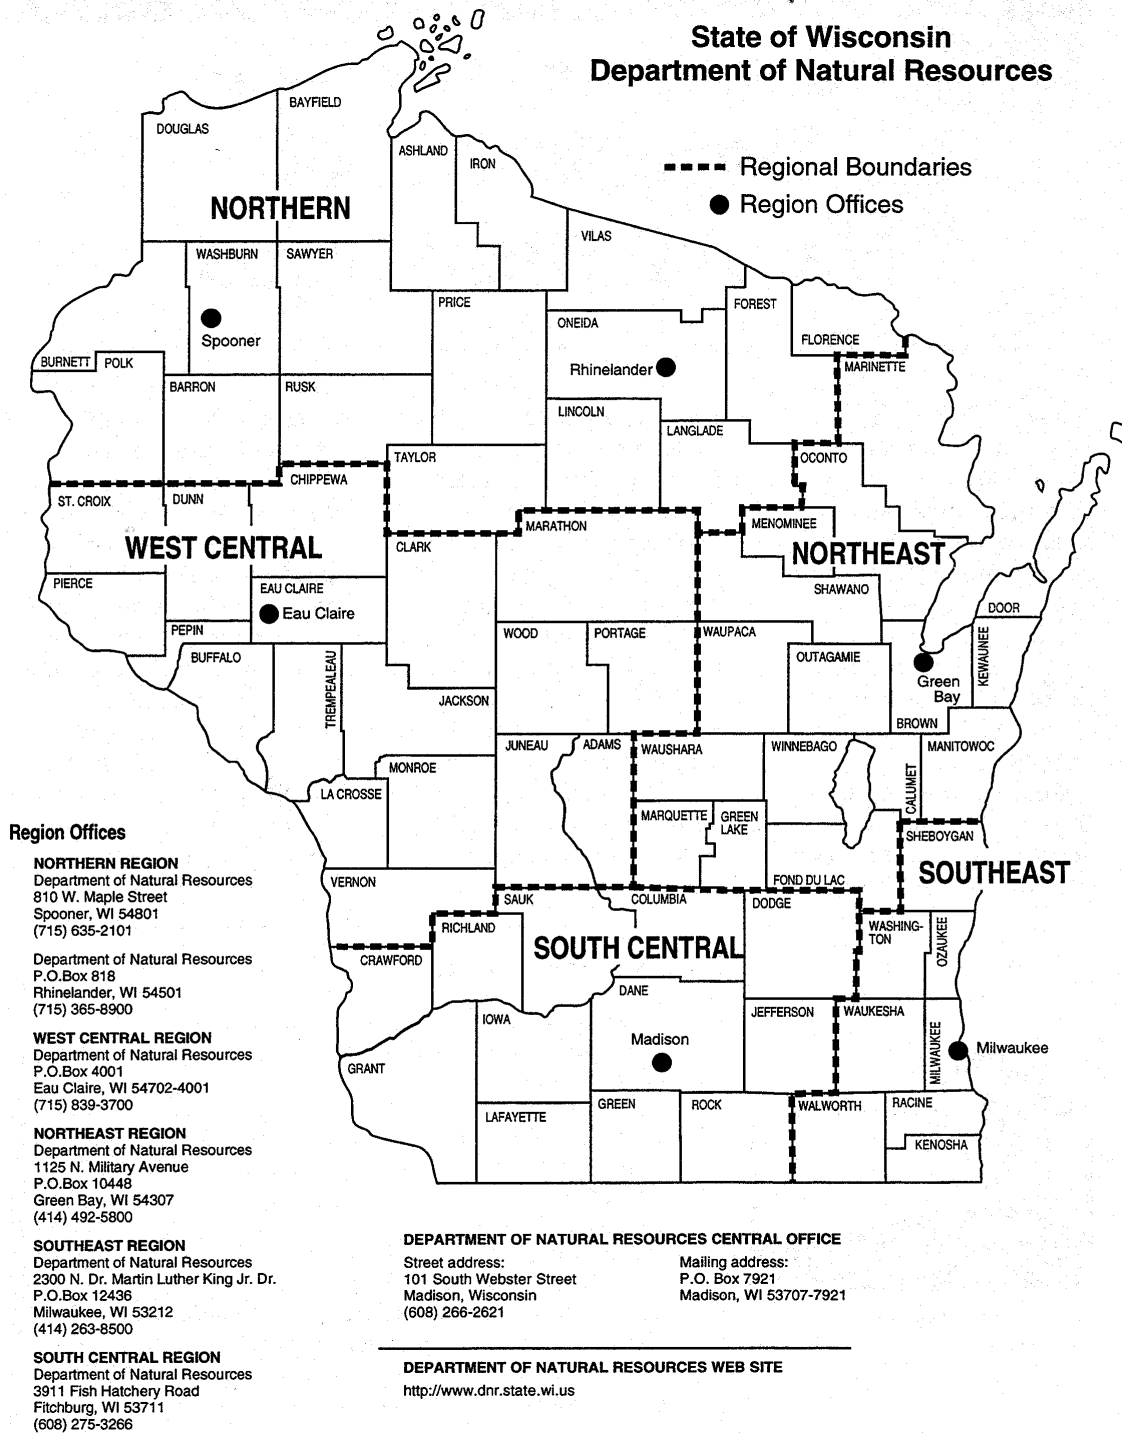 State of Wisconsin
Department of Natural Resources
Regional Boundaries
Region Offices
BAYFIELD
DOUGLAS
ASHLAND
IRON
NORTHERN
VILAS
WASHBURN
SAWYER
PRICE
FOREST
ONEIDA
Spooner
FLORENCE
BURNETT
POLK
Rhinelander
MARINETTE
BARRON
RUSK
LINCOLN
LANGLADE
TAYLOR
OCONTO
CHIPPEWA
ST. CROIX
DUNN
MARATHON
MENOMINEE
WEST CENTRAL
CLARK
NORTHEAST
PIERCE
EAU CLAIRE
SHAWANO
Eau Claire
DOOR
PEPIN
WOOD
PORTAGE
WAUPACA
BUFFALO
OUTAGAMIE
KEWAUNEE
TREMPEALEAU
Green
Bay
JACKSON
BROWN
JUNEAU
ADAMS
WAUSHARA
WINNEBAGO
MANITOWOC
MONROE
CALUMET
LA CROSSE
MARQUETTE
GREEN
LAKE
SHEBOYGAN
VERNON
FOND DU LAC
SOUTHEAST
SAUK
COLUMBIA
DODGE
RICHLAND
WASHING-
TON
OZAUKEE
SOUTH CENTRAL
CRAWFORD
DANE
IOWA
JEFFERSON
WAUKESHA
Madison
MILWAUKEE
Milwaukee
GRANT
LAFAYETTE
GREEN
ROCK
WALWORTH
RACINE
KENOSHA
Region Offices
NORTHERN REGION
Department of Natural Resources
810 W. Maple Street
Spooner, WI 54801
(715) 635-2101
Department of Natural Resources
P.O.Box 818
Rhinelander, WI 54501
(715) 365-8900
WEST CENTRAL REGION
Department of Natural Resources
P.O.Box 4001
Eau Claire, WI 54702-4001
(715) 839-3700
NORTHEAST REGION
Department of Natural Resources
1125 N. Military Avenue
P.O.Box 10448
Green Bay, WI 54307
(414) 492-5800
SOUTHEAST REGION
Department of Natural Resources
2300 N. Dr. Martin Luther King Jr. Dr.
P.O.Box 12436
Milwaukee, WI 53212
(414) 263-8500
SOUTH CENTRAL REGION
Department of Natural Resources
3911 Fish Hatchery Road
Fitchburg, WI 53711
(608) 275-3266
DEPARTMENT OF NATURAL RESOURCES CENTRAL OFFICE
Street address:
101 South Webster Street
Madison, Wisconsin
(608) 266-2621
Mailing address:
P.O. Box 7921
Madison, WI 53707-7921
DEPARTMENT OF NATURAL RESOURCES WEB SITE
http://www.dnr.state.wi.us